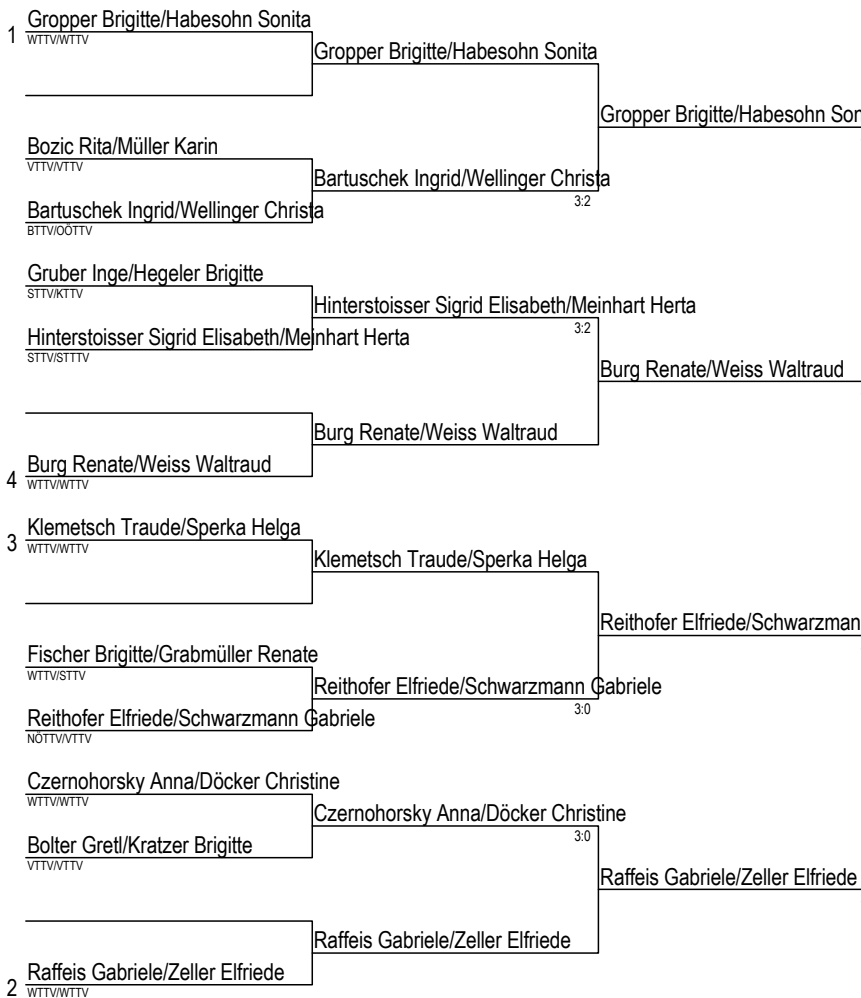 Gropper Brigitte/Habesohn Sonita
1 WTTV/WTTV
Gropper Brigitte/Habesohn Sonita
Gropper Brigitte/Habesohn Son
Bozic Rita/Müller Karin
VTTV/VTTV
Bartuschek Ingrid/Wellinger Christa
3:2
Bartuschek Ingrid/Wellinger Christa
BTTV/OÖTTV
Gruber Inge/Hegeler Brigitte
STTV/KTTV
Hinterstoisser Sigrid Elisabeth/Meinhart Herta
3:2
Hinterstoisser Sigrid Elisabeth/Meinhart Herta
STTV/STTTV
Burg Renate/Weiss Waltraud
Burg Renate/Weiss Waltraud
Burg Renate/Weiss Waltraud
4 WTTV/WTTV
Klemetsch Traude/Sperka Helga
3 WTTV/WTTV
Klemetsch Traude/Sperka Helga
Reithofer Elfriede/Schwarzman
Fischer Brigitte/Grabmüller Renate
WTTV/STTV
Reithofer Elfriede/Schwarzmann Gabriele
3:0
Reithofer Elfriede/Schwarzmann Gabriele
NÖTTV/VTTV
Czernohorsky Anna/Döcker Christine
WTTV/WTTV
Czernohorsky Anna/Döcker Christine
3:0
Bolter Gretl/Kratzer Brigitte
VTTV/VTTV
Raffeis Gabriele/Zeller Elfriede
Raffeis Gabriele/Zeller Elfriede
Raffeis Gabriele/Zeller Elfriede
2 WTTV/WTTV